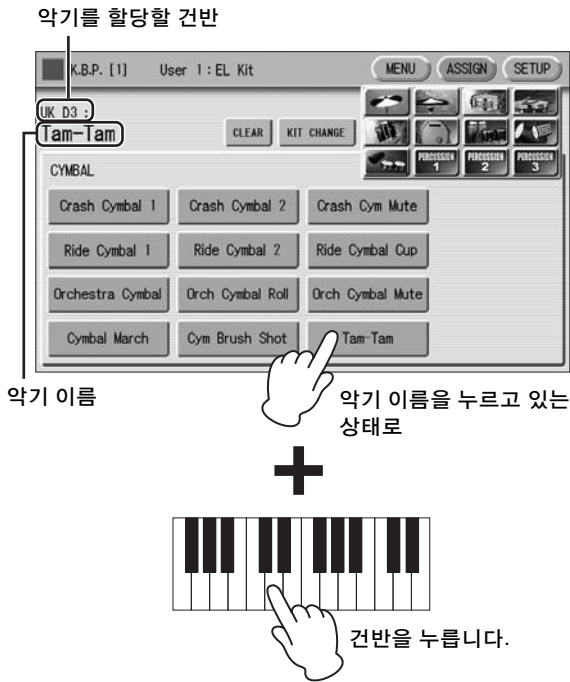 악기를 할당할 건반
K.B.P. [1] User 1 : EL Kit MENU ASSIGN SETUP
UK D3 :
Tam-Tam CLEAR KIT CHANGE
PERCUSSION 1 PERCUSSION 2 PERCUSSION 3
CYMBAL
Crash Cymbal 1 Crash Cymbal 2 Crash Cym Mute
Ride Cymbal 1 Ride Cymbal 2 Ride Cymbal Cup
Orchestra Cymbal Orch Cymbal Roll Orch Cymbal Mute
Cymbal March Cym Brush Shot Tam-Tam
악기 이름
악기 이름을 누르고 있는
상태로
건반을 누릅니다.